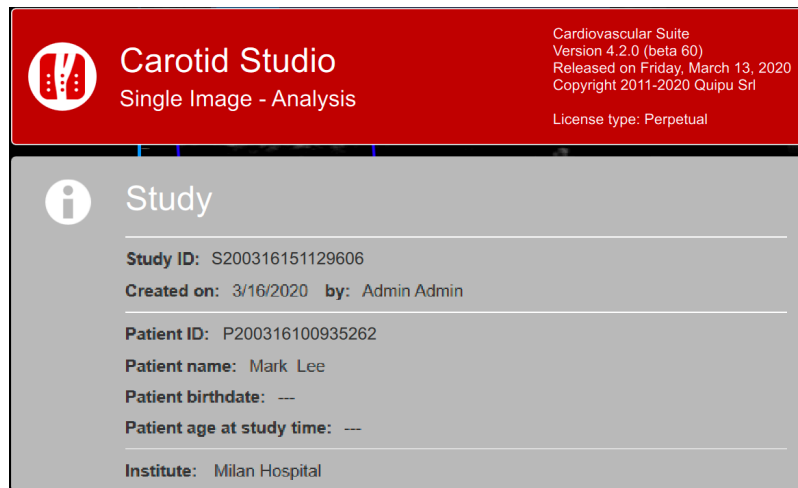 Carotid Studio
Single Image - Analysis
Cardiovascular Suite
Version 4.2.0 (beta 60)
Released on Friday, March 13, 2020
Copyright 2011-2020 Quipu Srl
License type: Perpetual
Study
Study ID: S200316151129606
Created on: 3/16/2020 by: Admin Admin
Patient ID: P200316100935262
Patient name: Mark Lee
Patient birthdate: ---
Patient age at study time: ---
Institute: Milan Hospital